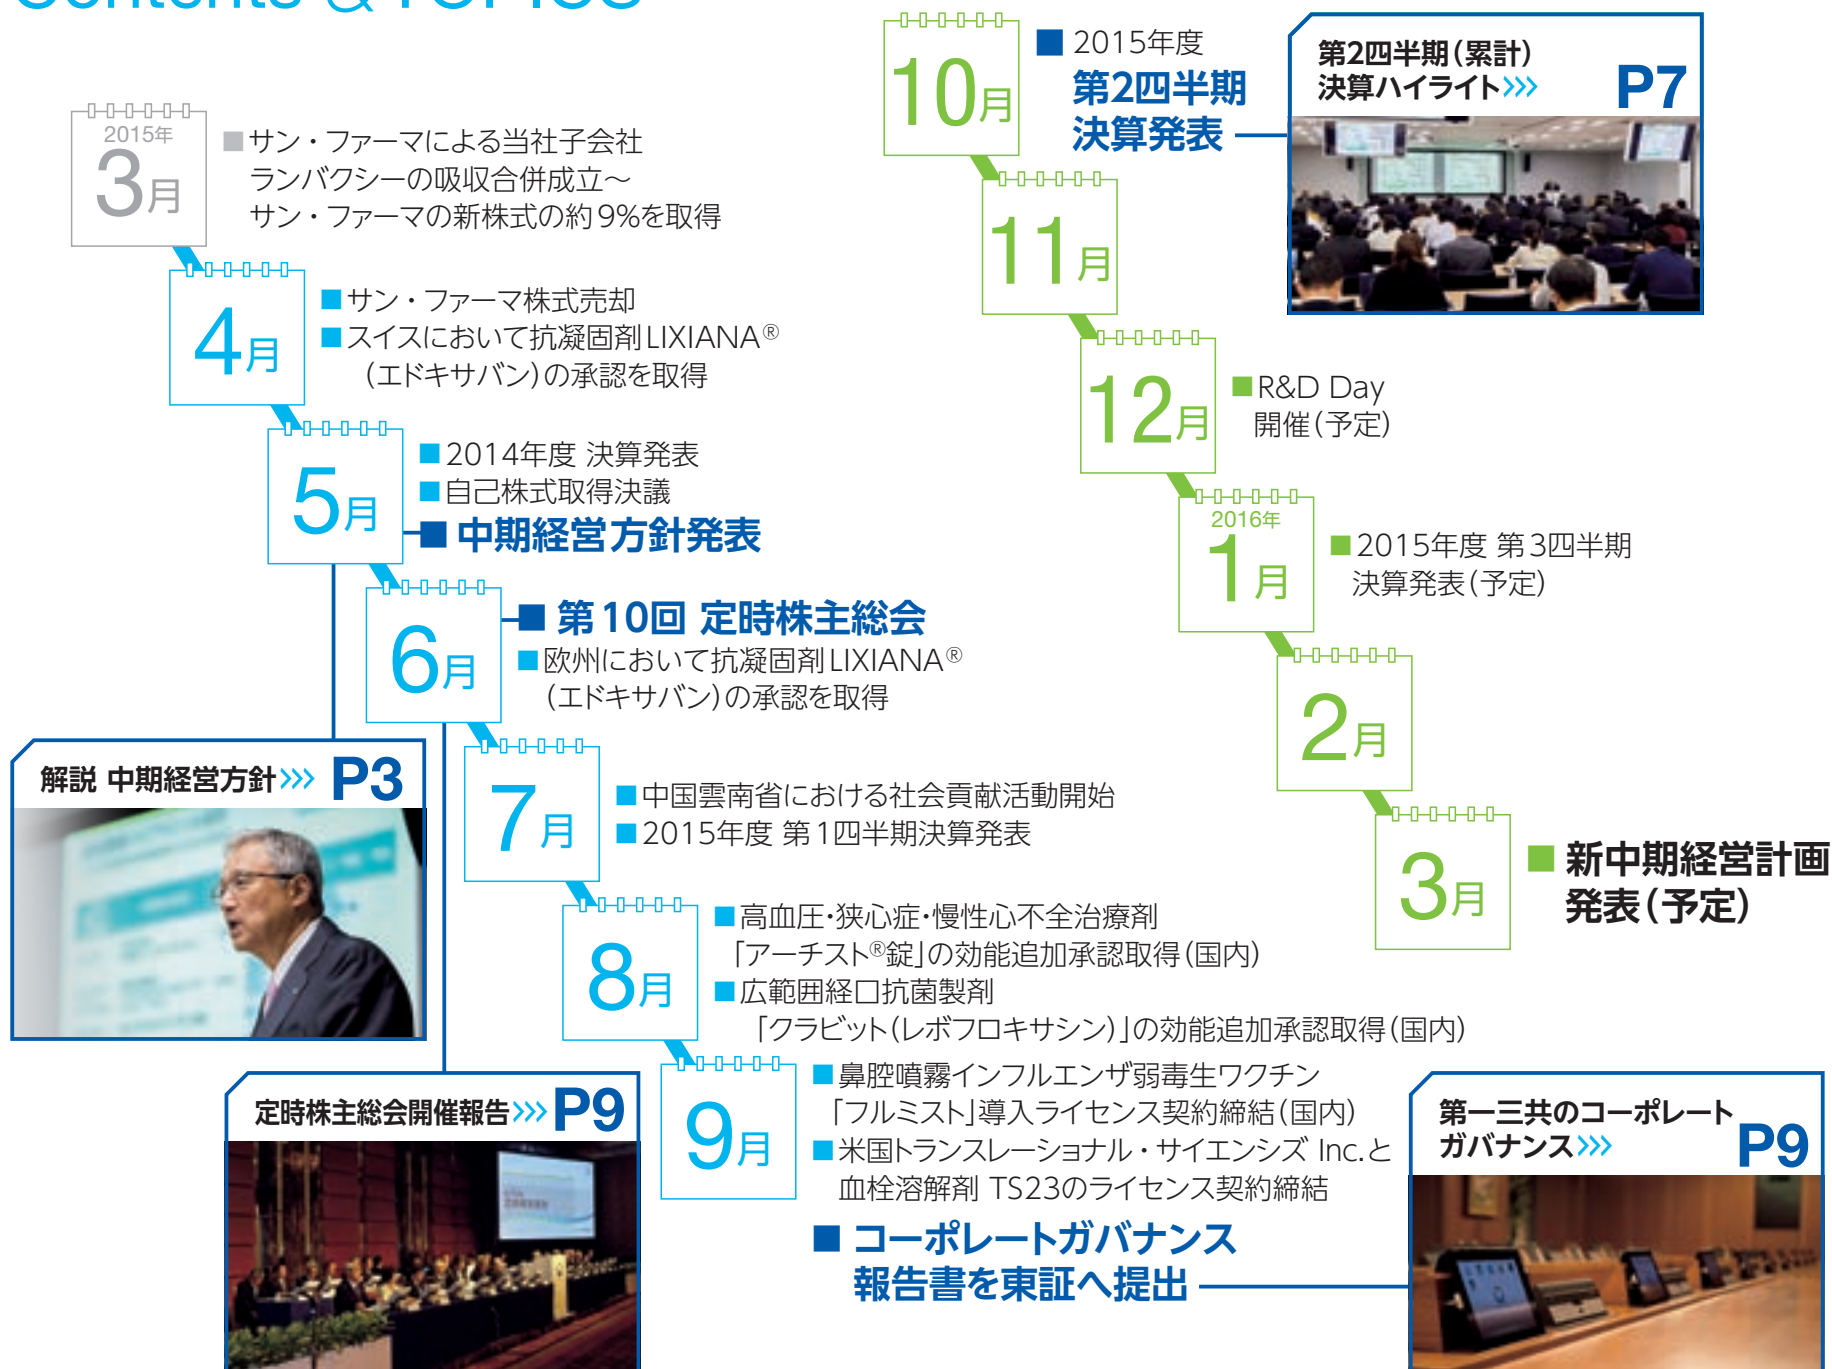 Contents & TOPICS
2015年
3月
■サン・ファーマによる当社子会社
ランバクシーの吸収合併成立～
サン・ファーマの新株式の約9%を取得
4月
■サン・ファーマ株式売却
■スイスにおいて抗凝固剤LIXIANA®
(エドキサバン)の承認を取得
5月
■2014年度 決算発表
■自己株式取得決議
■中期経営方針発表
解説 中期経営方針››› P3
6月
■第10回 定時株主総会
■欧州において抗凝固剤LIXIANA®
(エドキサバン)の承認を取得
定時株主総会開催報告››› P9
7月
■中国雲南省における社会貢献活動開始
■2015年度 第1四半期決算発表
8月
■高血圧・狭心症・慢性心不全治療剤
「アーチスト®錠」の効能追加承認取得(国内)
■広範囲経口抗菌製剤
「クラビット(レボフロキサシン)」の効能追加承認取得(国内)
9月
■鼻腔噴霧インフルエンザ弱毒生ワクチン
「フルミスト」導入ライセンス契約締結(国内)
■米国トランスレーショナル・サイエンシズ Inc.と
血栓溶解剤 TS23のライセンス契約締結
■コーポレートガバナンス
報告書を東証へ提出
第一三共のコーポレート
ガバナンス››› P9
10月
■2015年度
第2四半期
決算発表
第2四半期(累計)
決算ハイライト››› P7
11月
12月
■R&D Day
開催(予定)
2016年
1月
■2015年度 第3四半期
決算発表(予定)
2月
3月
■新中期経営計画
発表(予定)